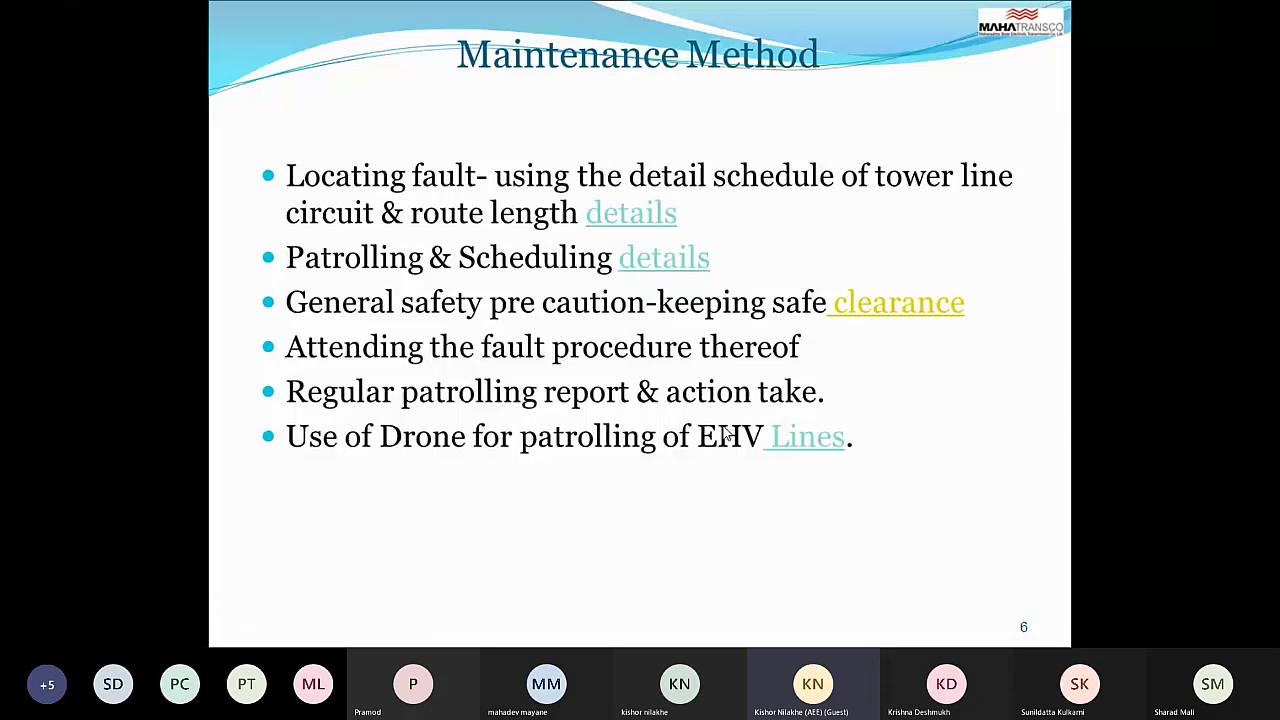 MAHATRANSCO
Maintenance Method
Locating fault- using the detail schedule of tower line
circuit & route length details
Patrolling & Scheduling details
General safety pre caution-keeping safe clearance
Attending the fault procedure thereof
Regular patrolling report & action take.
Use of Drone for patrolling of EHV Lines.
6
+5
SD
PC
PT
ML
P
MM
KN
KN
KD
SK
SM
Pramod
mahadev mayane
kishor nilakhe
Kishor Nilakhe (AEE) (Guest)
Krishna Deshmukh
Sunildatta Kulkarni
Sharad Mali